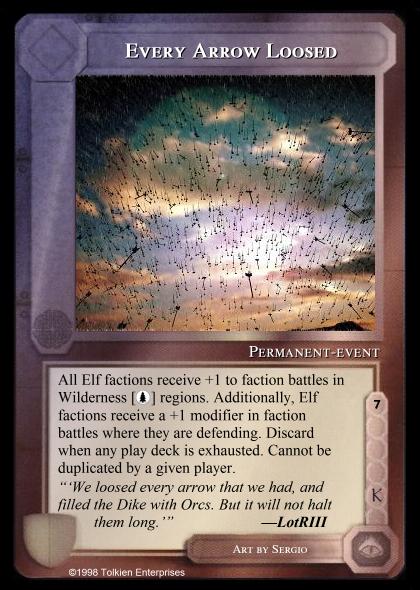 Every Arrow Loosed
Permanent-event
All Elf factions receive +1 to faction battles in
Wilderness [] regions. Additionally, Elf
factions receive a +1 modifier in faction
battles where they are defending. Discard
when any play deck is exhausted. Cannot be
duplicated by a given player.
“‘We loosed every arrow that we had, and
filled the Dike with Orcs. But it will not halt
them long.’” —LotRIII
7
K
Art by Sergio
©1998 Tolkien Enterprises